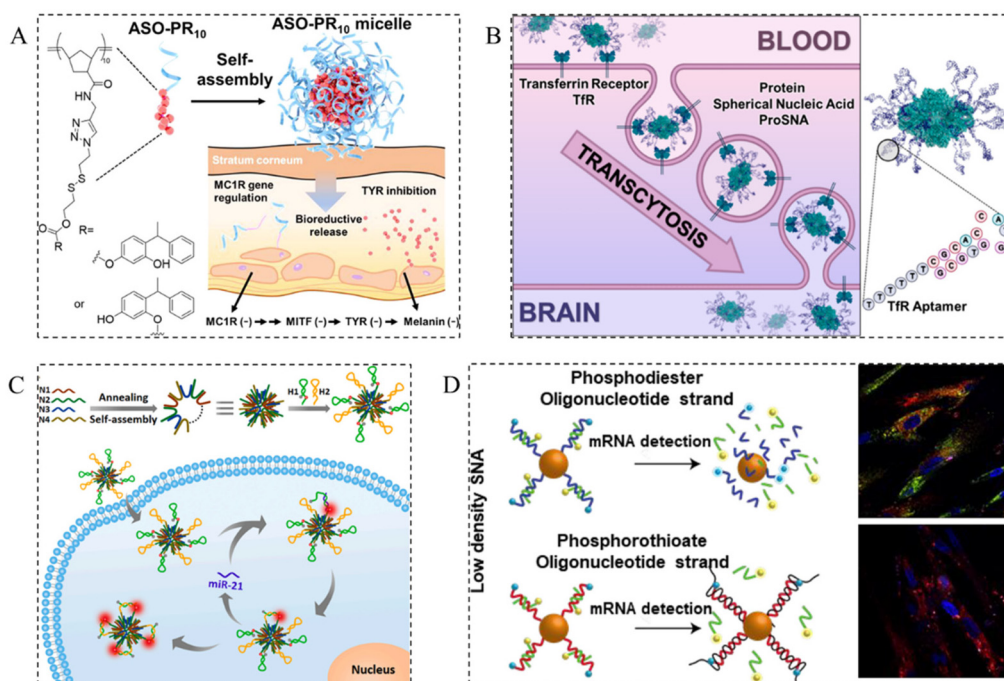 A
ASO-PR10
ASO-PR10 micelle
Self-
assembly
10
O
NH
N
N
N
S
S
O
O
R
R=
O
OH
or
HO
O
Stratum corneum
MC1R gene
regulation
TYR inhibition
Bioreductive
release
MC1R (-) MITF (-) TYR (-) Melanin (-)
B
BLOOD
Transferrin Receptor
TfR
Protein
Spherical Nucleic Acid
ProSNA
TRANSCYTOSIS
BRAIN
T T T T T T C G C A C C A
G C G T G G
TfR Aptamer
C
N1
N2
N3
N4
Annealing
Self-assembly
H1 H2
miR-21
Nucleus
D
Low density SNA
Phosphodiester
Oligonucleotide strand
mRNA detection
Phosphorothioate
Oligonucleotide strand
mRNA detection